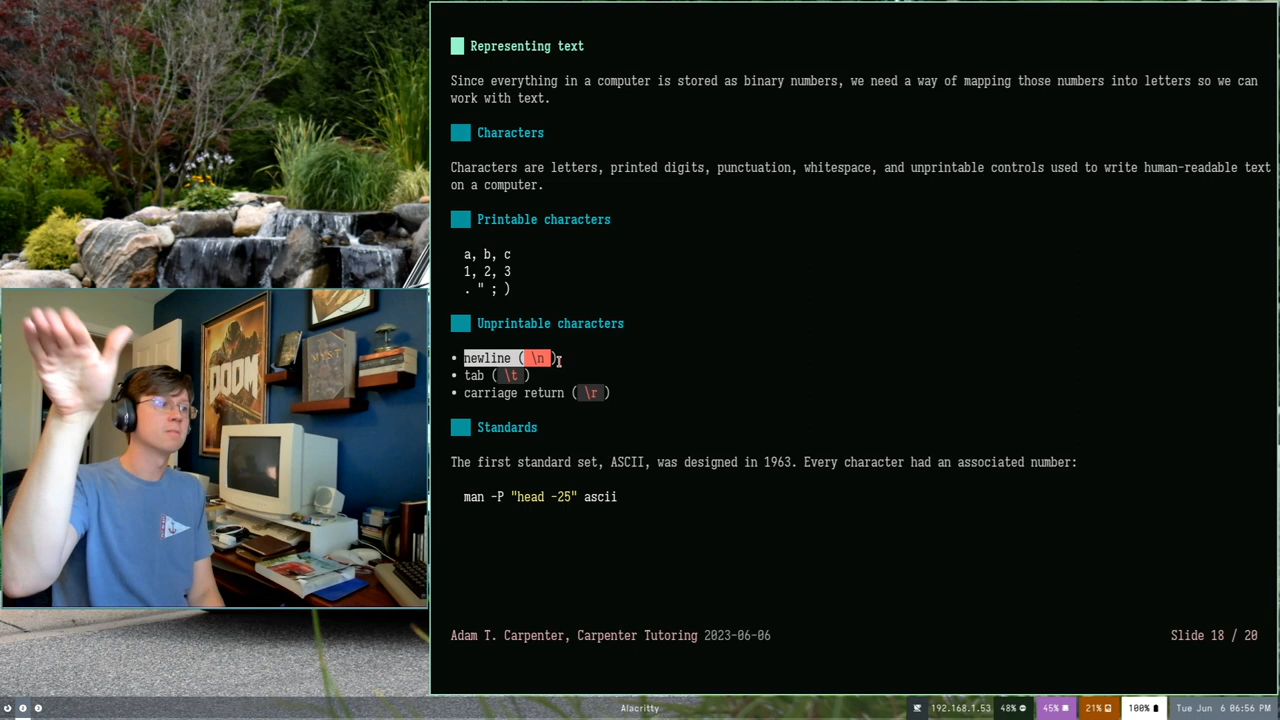 Representing text
Since everything in a computer is stored as binary numbers, we need a way of mapping those numbers into letters so we can
work with text.
Characters
Characters are letters, printed digits, punctuation, whitespace, and unprintable controls used to write human-readable text
on a computer.
Printable characters
a, b, c
1, 2, 3
. " ; )
Unprintable characters
• newline ( \n )
• tab ( \t )
• carriage return ( \r )
Standards
The first standard set, ASCII, was designed in 1963. Every character had an associated number:
man -P "head -25" ascii
Adam T. Carpenter, Carpenter Tutoring 2023-06-06
Slide 18 / 20
DOOM
MYST
Alacritty
192.168.1.53
48%
45%
21%
100%
Tue Jun 6 06:56 PM